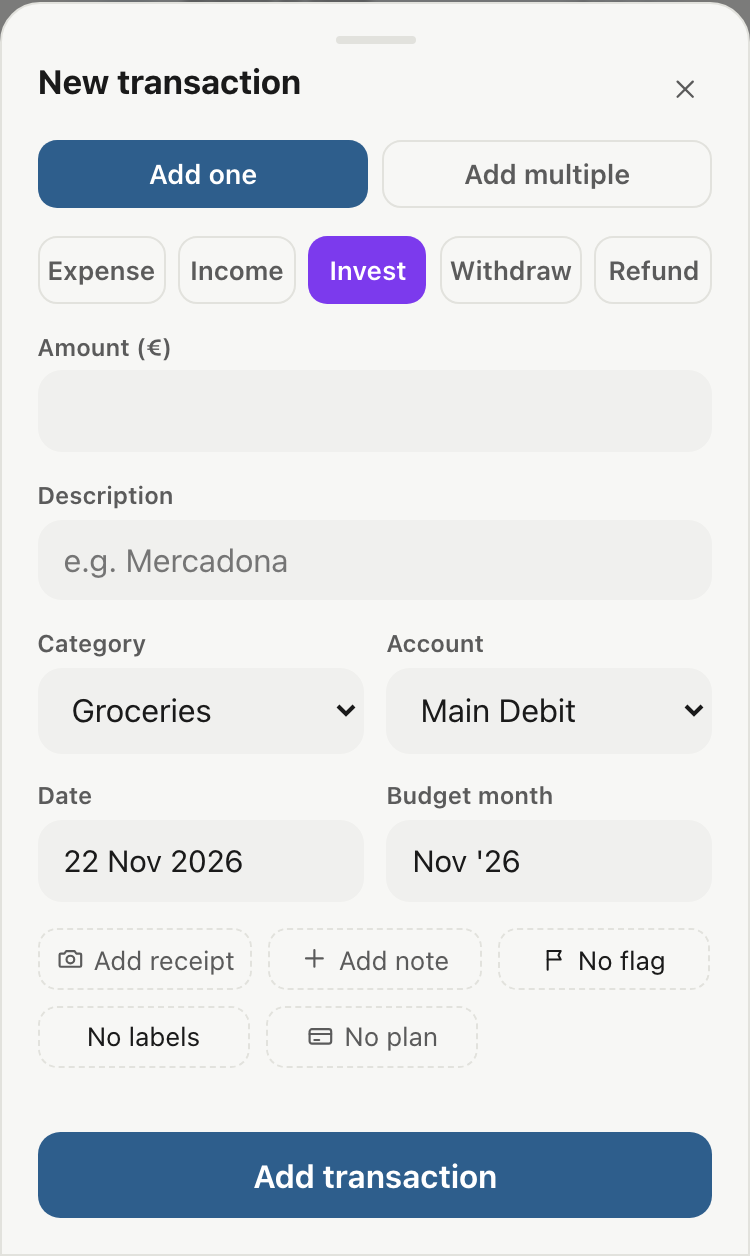 New transaction
Add one
Add multiple
Expense
Income
Invest
Withdraw
Refund
Amount (€)
Description
e.g. Mercadona
Category
Account
Groceries
Main Debit
Date
Budget month
22 Nov 2026
Nov '26
Add receipt
Add note
No flag
No labels
No plan
Add transaction